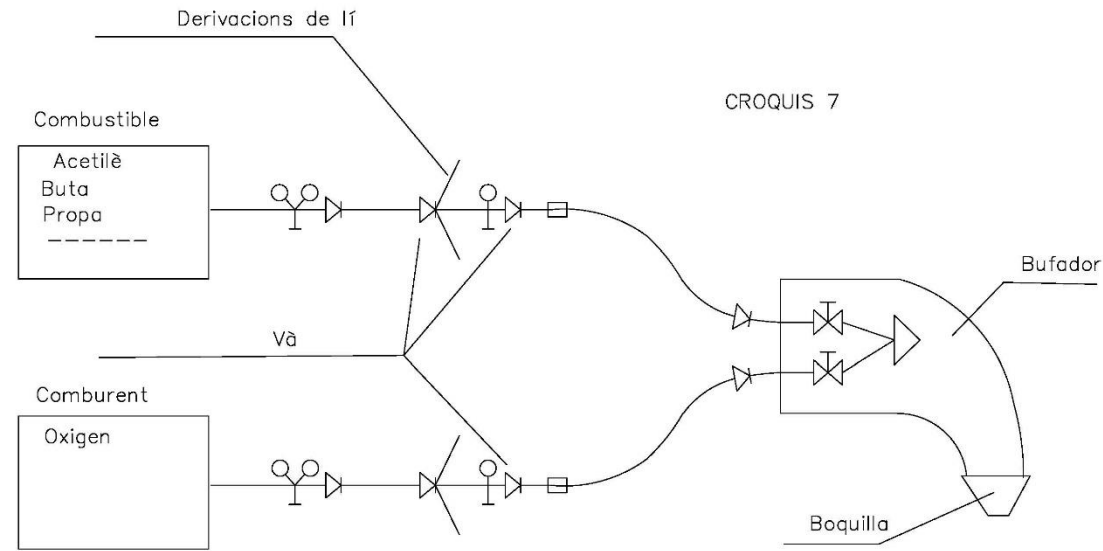 Derivacions de lí
CROQUIS 7
Combustible
Acetilè
Buta
Propa
Bufador
Và
Comburent
Oxigen
Boquilla